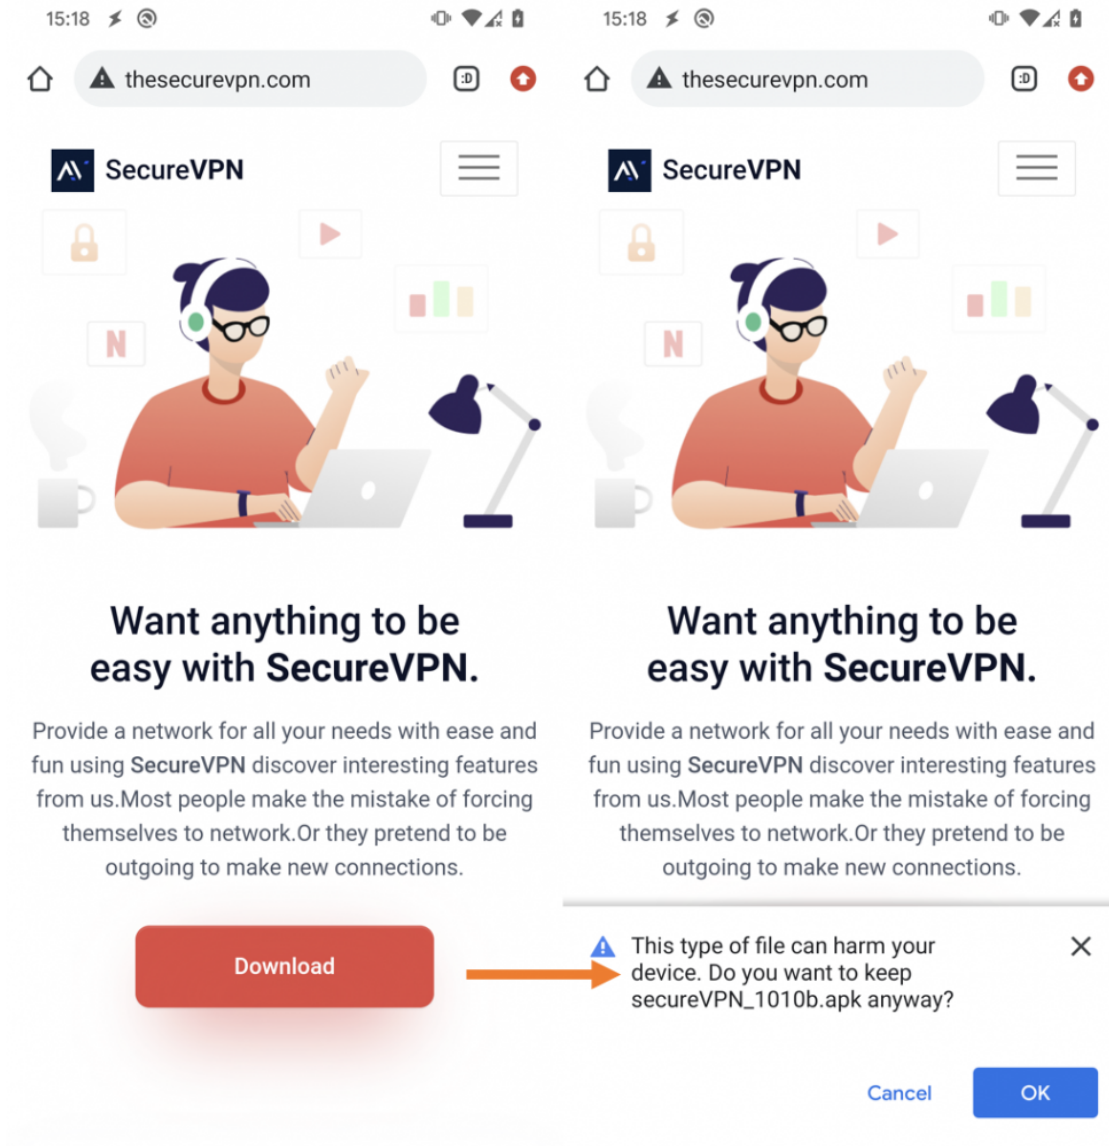 15:18
thesecurevpn.com
:D
SecureVPN
N
Want anything to be
easy with SecureVPN.
Provide a network for all your needs with ease and
fun using SecureVPN discover interesting features
from us.Most people make the mistake of forcing
themselves to network.Or they pretend to be
outgoing to make new connections.
Download
15:18
thesecurevpn.com
:D
SecureVPN
N
Want anything to be
easy with SecureVPN.
Provide a network for all your needs with ease and
fun using SecureVPN discover interesting features
from us.Most people make the mistake of forcing
themselves to network.Or they pretend to be
outgoing to make new connections.
This type of file can harm your
device. Do you want to keep
secureVPN_1010b.apk anyway?
Cancel
OK